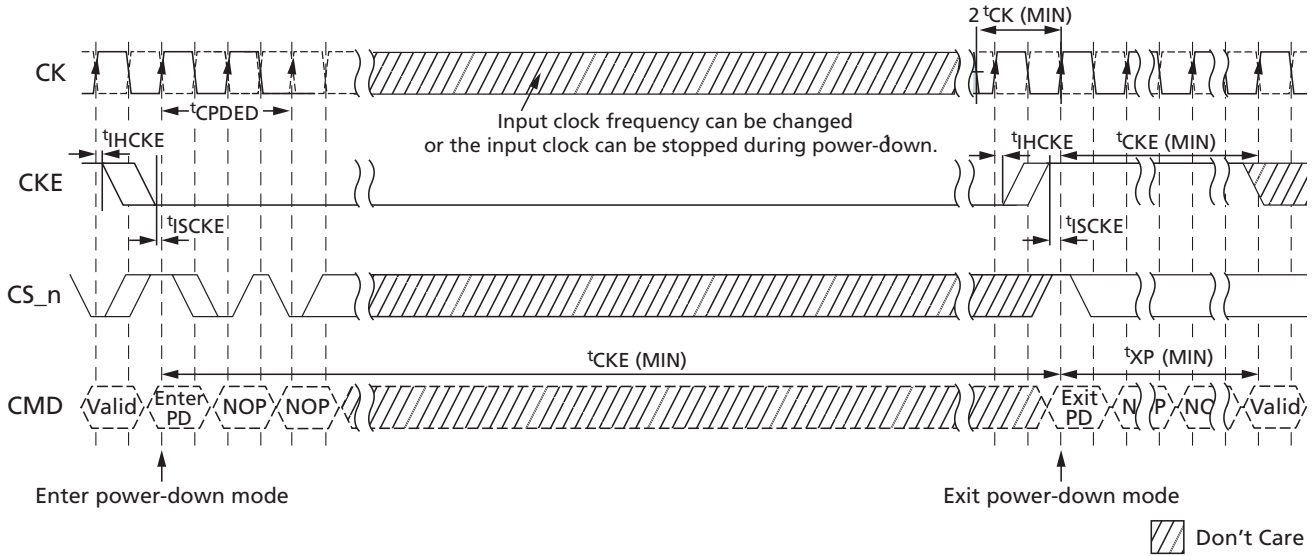 2 tCK (MIN)
CK
tCPDED
Input clock frequency can be changed
or the input clock can be stopped during power-down.1
tIHCKE
tIHCKE
tCKE (MIN)
CKE
tISCKE
tISCKE
CS_n
tCKE (MIN)
tXP (MIN)
CMD
Valid
Enter PD
NOP
NOP
Exit PD
N P
NO
Valid
Enter power-down mode
Exit power-down mode
Don't Care